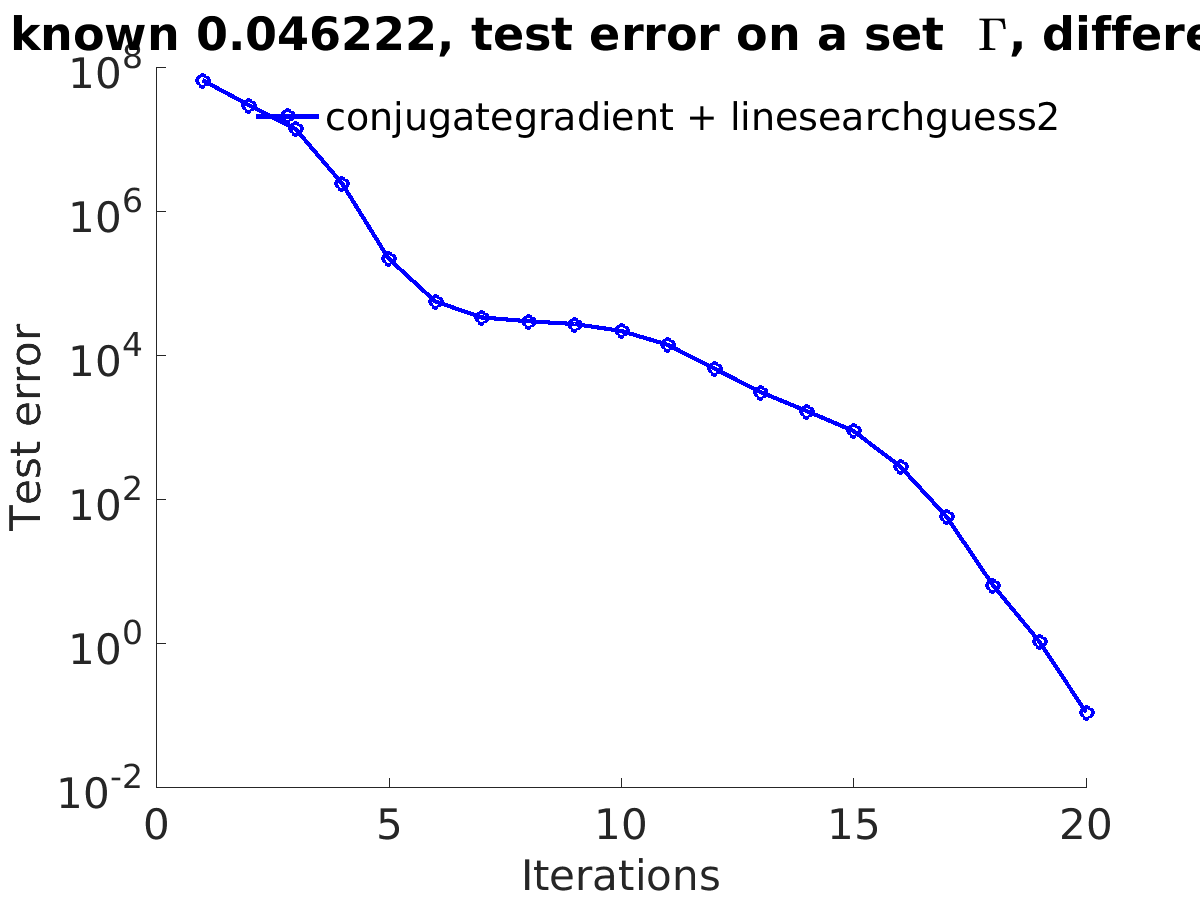 known 0.046222, test error on a set Γ, differe
10^8
conjugategradient + linesearchguess2
10^6
10^4
10^2
10^0
10^-2
Test error
0 5 10 15 20
Iterations